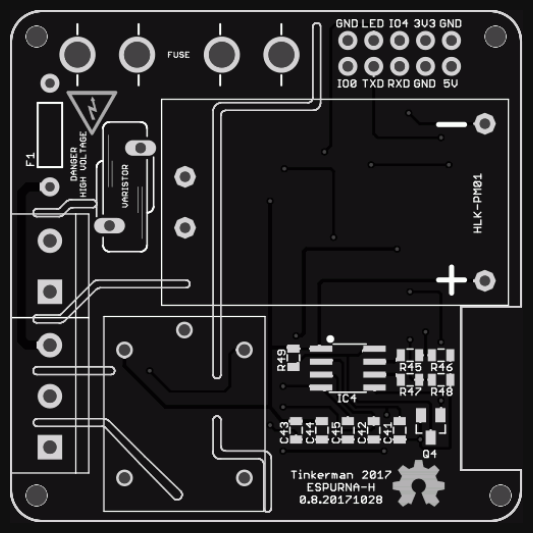 GND LED IO4 3V3 GND
FUSE
IO0 TXD RXD GND 5V
F1
DANGER
HIGH VOLTAGE
VARISTOR
HLK-PM01
R49
R45 R46
IC4
R47 R48
C43 C44 C45 C42 C41
Q4
Tinkerman 2017
ESPURNA-H
0.8.20171028